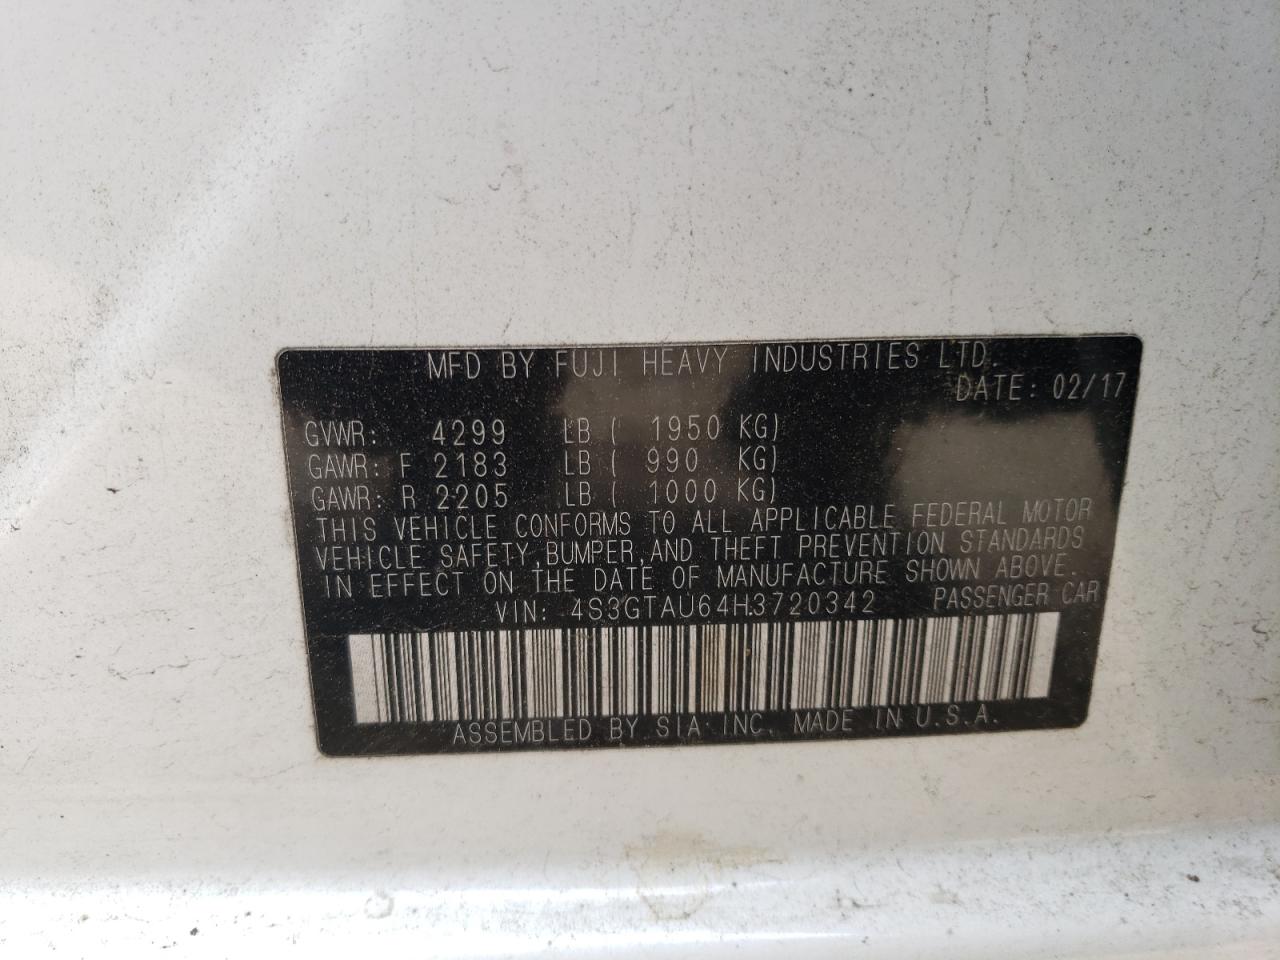 MFD BY FUJI HEAVY INDUSTRIES LTD.
DATE: 02/17
GVWR: 4299 LB ( 1950 KG)
GAWR: F 2183 LB ( 990 KG)
GAWR: R 2205 LB ( 1000 KG)
THIS VEHICLE CONFORMS TO ALL APPLICABLE FEDERAL MOTOR
VEHICLE SAFETY, BUMPER, AND THEFT PREVENTION STANDARDS
IN EFFECT ON THE DATE OF MANUFACTURE SHOWN ABOVE.
VIN: 4S3GTAU64H3720342 PASSENGER CAR
ASSEMBLED BY SIA INC. MADE IN U.S.A.